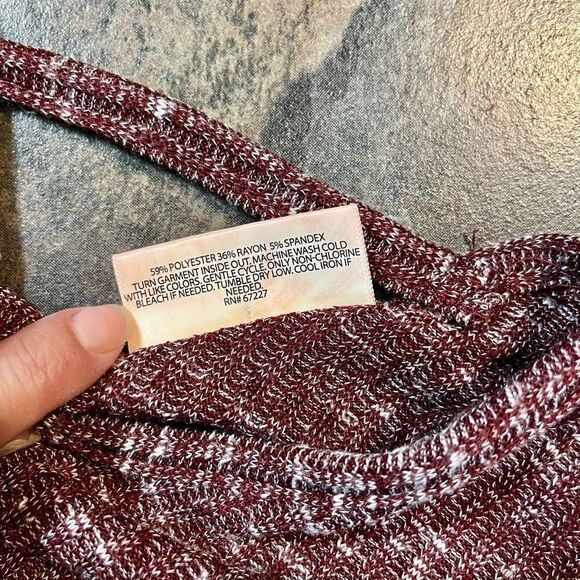 59% POLYESTER 36% RAYON 5% SPANDEX
TURN GARMENT INSIDE OUT. MACHINE WASH COLD
WITH LIKE COLORS. GENTLE CYCLE. ONLY NON-CHLORINE
BLEACH IF NEEDED. TUMBLE DRY LOW. COOL IRON IF
NEEDED.
RN# 67227